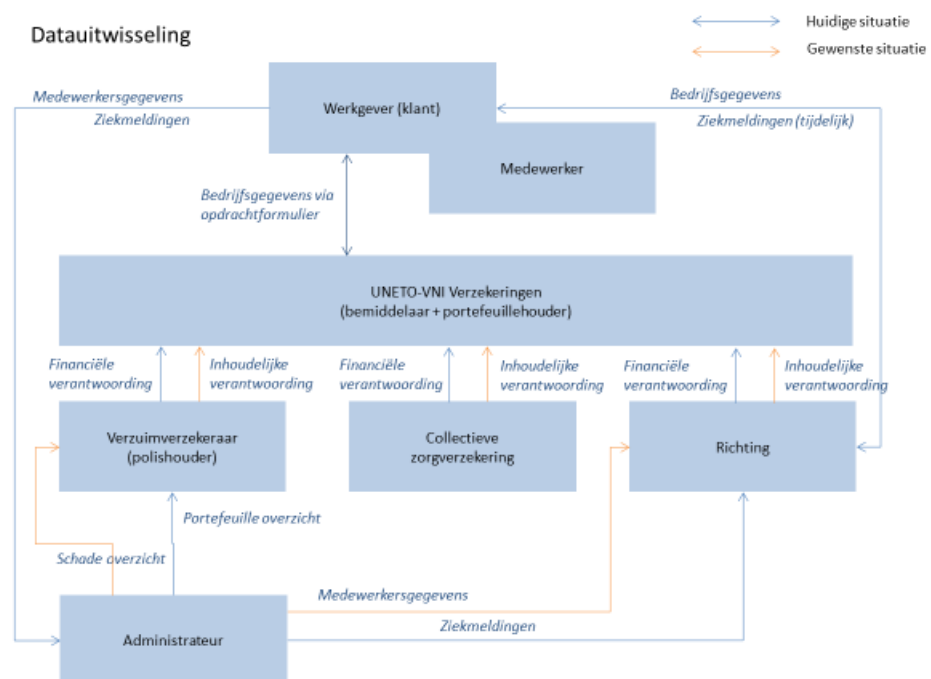 Datauitwisseling
Huidige situatie
Gewenste situatie
Medewerkersgegevens
Ziekmeldingen
Werkgever (klant)
Bedrijfsgegevens
Ziekmeldingen (tijdelijk)
Medewerker
Bedrijfsgegevens via
opdrachtformulier
UNETO-VNI Verzekeringen
(bemiddelaar + portefeuillehouder)
Financiële
verantwoording
Inhoudelijke
verantwoording
Financiële
verantwoording
Inhoudelijke
verantwoording
Financiële
verantwoording
Inhoudelijke
verantwoording
Verzuimverzekeraar
(polishouder)
Collectieve
zorgverzekering
Richting
Portefeuille overzicht
Schade overzicht
Medewerkersgegevens
Ziekmeldingen
Administrateur